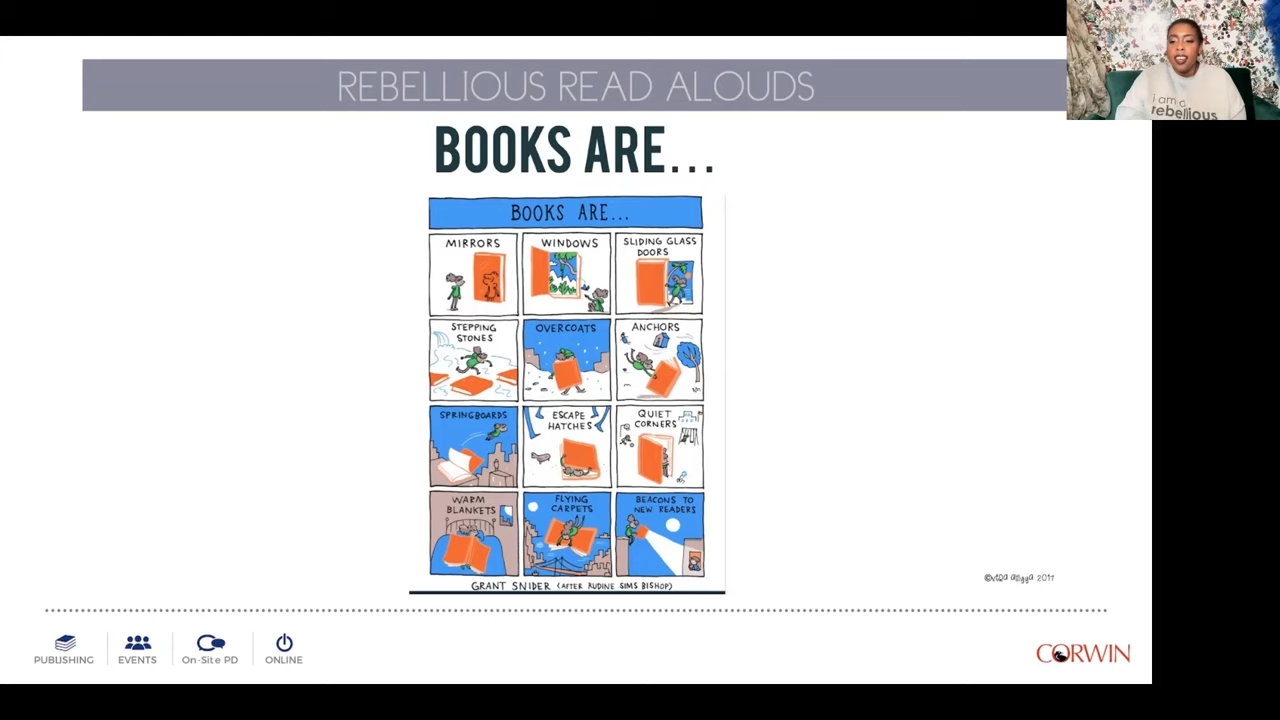 REBELLIOUS READ ALOUDS
i am a
rebellious
BOOKS ARE...
BOOKS ARE...
MIRRORS
WINDOWS
SLIDING GLASS
DOORS
STEPPING
STONES
OVERCOATS
ANCHORS
SPRINGBOARDS
ESCAPE
HATCHES
QUIET
CORNERS
WARM
BLANKETS
FLYING
CARPETS
BEACONS TO
NEW READERS
GRANT SNIDER (AFTER RUDINE SIMS BISHOP)
PUBLISHING
EVENTS
On-Site PD
ONLINE
CORWIN